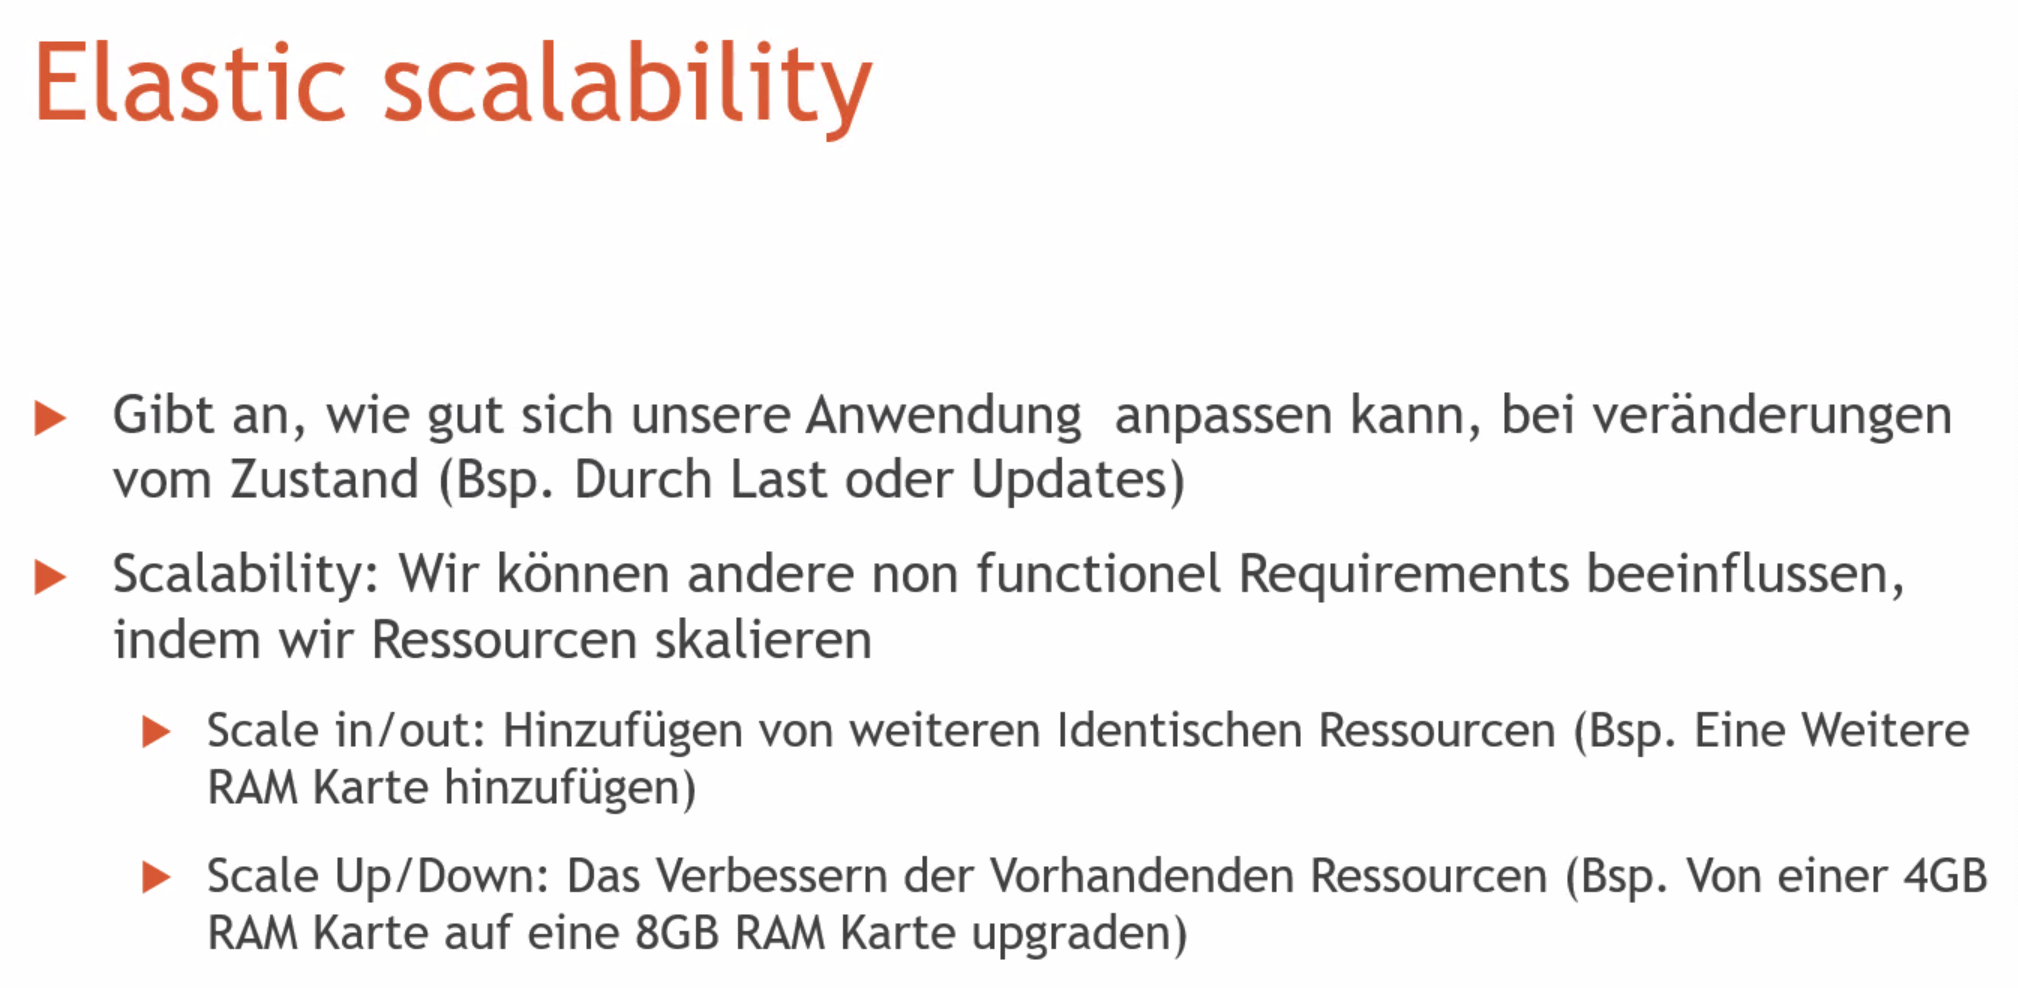 Elastic scalability
Gibt an, wie gut sich unsere Anwendung  anpassen kann, bei veränderungen
vom Zustand (Bsp. Durch Last oder Updates)
Scalability: Wir können andere non functionel Requirements beeinflussen,
indem wir Ressourcen skalieren
Scale in/out: Hinzufügen von weiteren Identischen Ressourcen (Bsp. Eine Weitere
RAM Karte hinzufügen)
Scale Up/Down: Das Verbessern der Vorhandenden Ressourcen (Bsp. Von einer 4GB
RAM Karte auf eine 8GB RAM Karte upgraden)